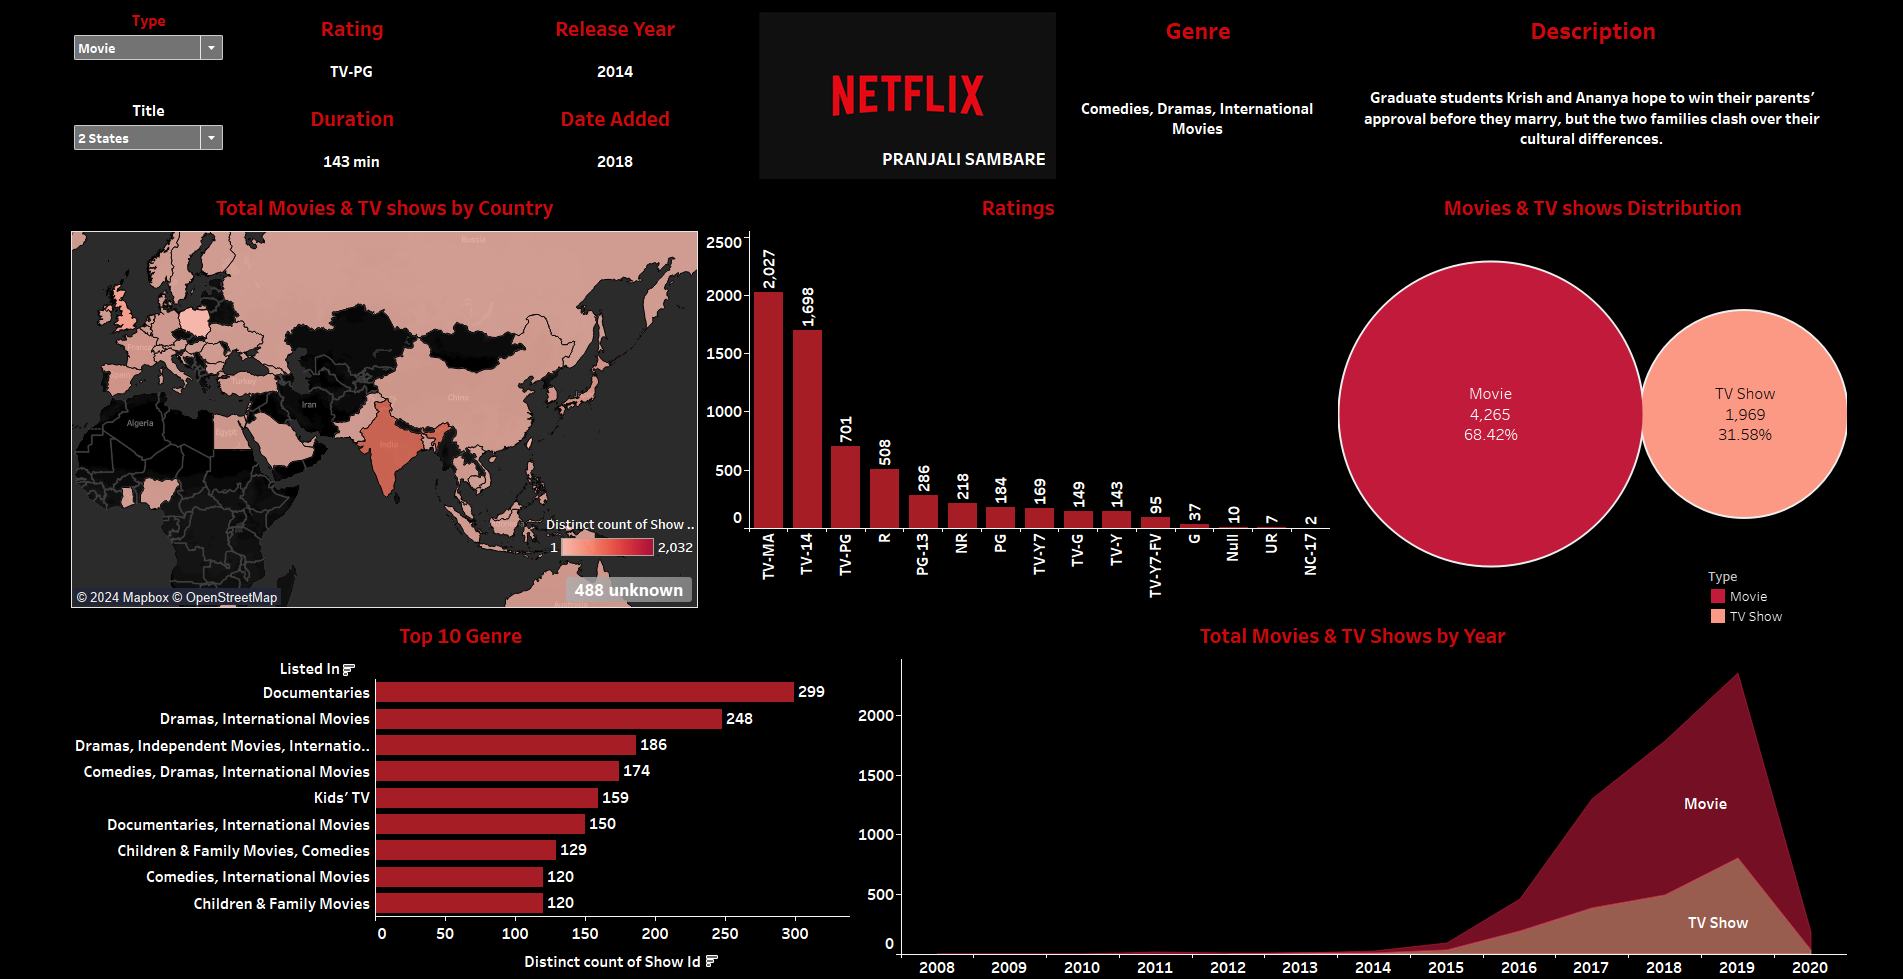 Type
Movie
Title
2 States
Rating
TV-PG
Duration
143 min
Release Year
2014
Date Added
2018
NETFLIX
PRANJALI SAMBARE
Genre
Comedies, Dramas, International
Movies
Description
Graduate students Krish and Ananya hope to win their parents’
approval before they marry, but the two families clash over their
cultural differences.
Total Movies & TV shows by Country
Russia
France
Spain
Turkey
China
Iran
Algeria
Egypt
India
Australia
Distinct count of Show ..
1
2,032
488 unknown
© 2024 Mapbox © OpenStreetMap
Ratings
2500
2000
1500
1000
500
0
2,027
1,698
701
508
286
218
184
169
149
143
95
37
10
7
2
TV-MA
TV-14
TV-PG
R
PG-13
NR
PG
TV-Y7
TV-G
TV-Y
TV-Y7-FV
G
Null
UR
NC-17
Movies & TV shows Distribution
Movie
4,265
68.42%
TV Show
1,969
31.58%
Type
Movie
TV Show
Top 10 Genre
Listed In
Documentaries
299
Dramas, International Movies
248
Dramas, Independent Movies, Internatio..
186
Comedies, Dramas, International Movies
174
Kids’ TV
159
Documentaries, International Movies
150
Children & Family Movies, Comedies
129
Comedies, International Movies
120
Children & Family Movies
120
0
50
100
150
200
250
300
Distinct count of Show Id
Total Movies & TV Shows by Year
2000
1500
1000
500
0
Movie
TV Show
2008
2009
2010
2011
2012
2013
2014
2015
2016
2017
2018
2019
2020